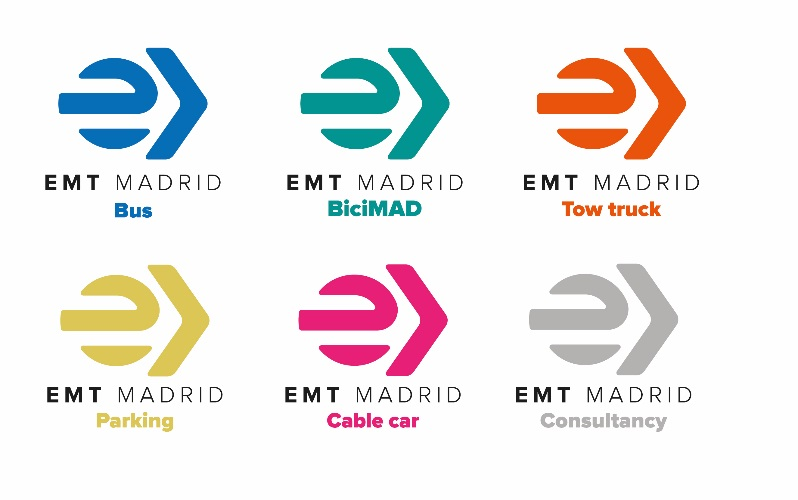 EMT MADRID
Bus
EMT MADRID
BiciMAD
EMT MADRID
Tow truck
EMT MADRID
Parking
EMT MADRID
Cable car
EMT MADRID
Consultancy